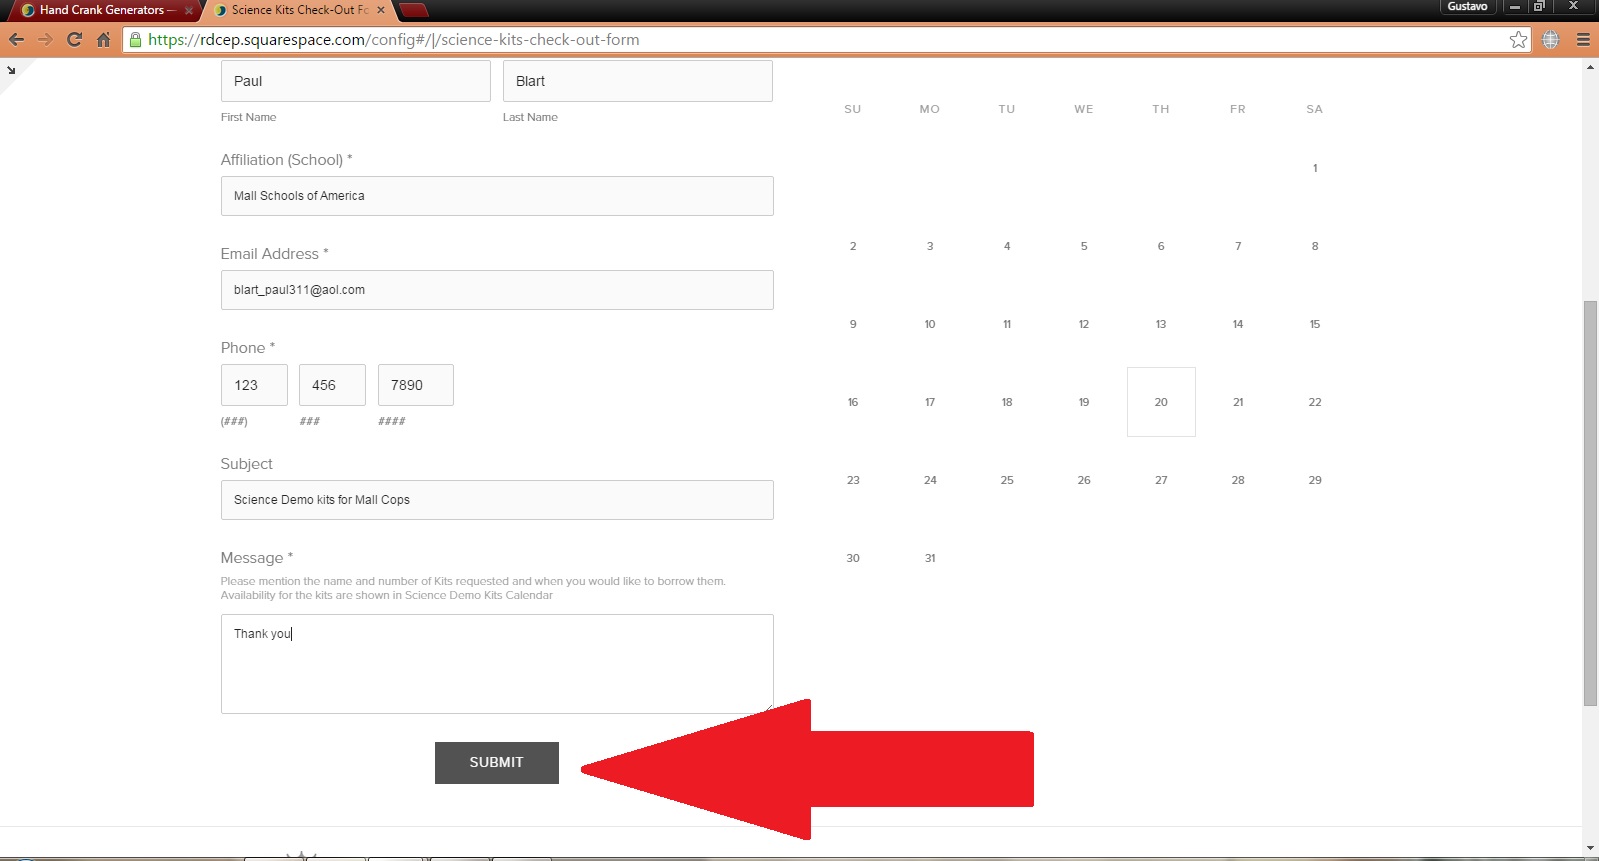 Hand Crank Generators —
Science Kits Check-Out Fo
Gustavo
https://rdcep.squarespace.com/config#/|/science-kits-check-out-form
Paul
Blart
First Name
Last Name
Affiliation (School) *
Mall Schools of America
Email Address *
blart_paul311@aol.com
Phone *
123 456 7890
(###) ### ####
Subject
Science Demo kits for Mall Cops
Message *
Please mention the name and number of Kits requested and when you would like to borrow them.
Availability for the kits are shown in Science Demo Kits Calendar
Thank you
SUBMIT
SU MO TU WE TH FR SA
1
2 3 4 5 6 7 8
9 10 11 12 13 14 15
16 17 18 19 20 21 22
23 24 25 26 27 28 29
30 31